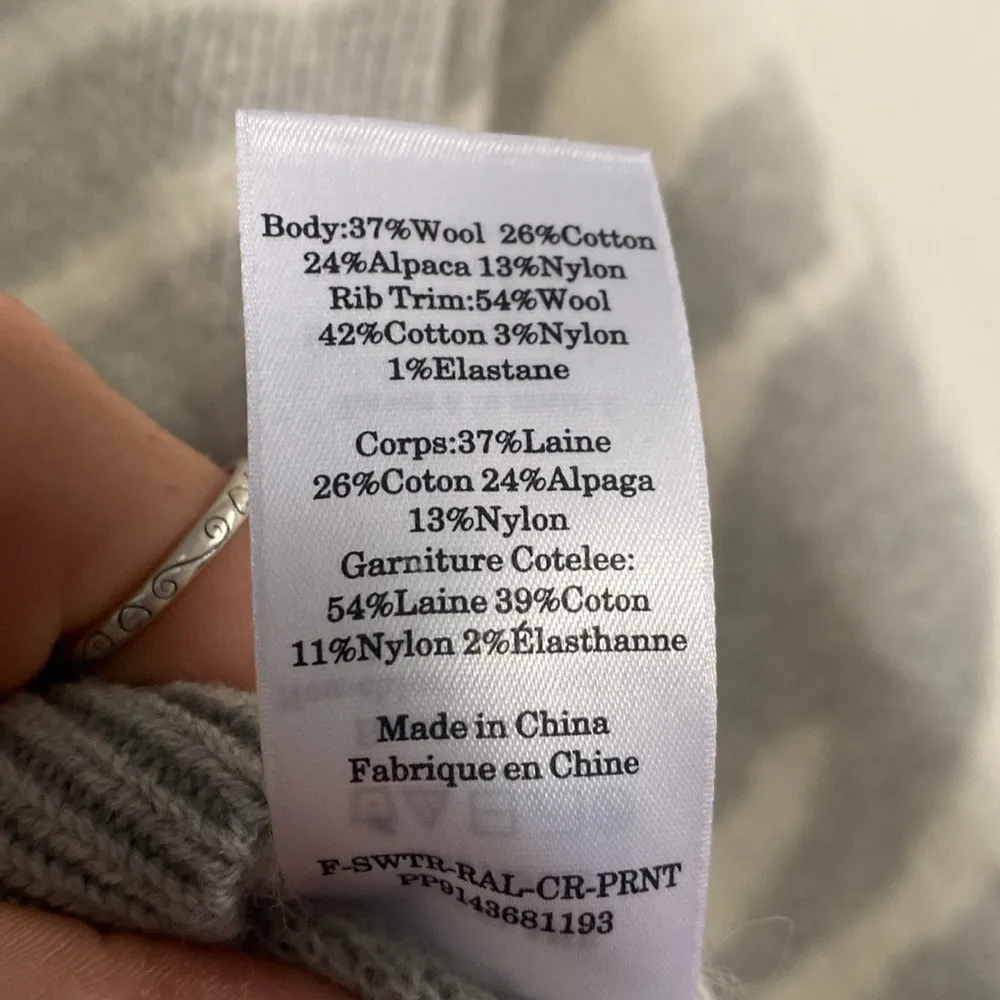 Body:37%Wool 26%Cotton
24%Alpaca 13%Nylon
Rib Trim:54%Wool
42%Cotton 3%Nylon
1%Elastane
Corps:37%Laine
26%Coton 24%Alpaga
13%Nylon
Garniture Cotelee:
54%Laine 39%Coton
11%Nylon 2%Élasthanne
Made in China
Fabrique en Chine
F-SWTR-RAL-CR-PRNT
PP9143681193